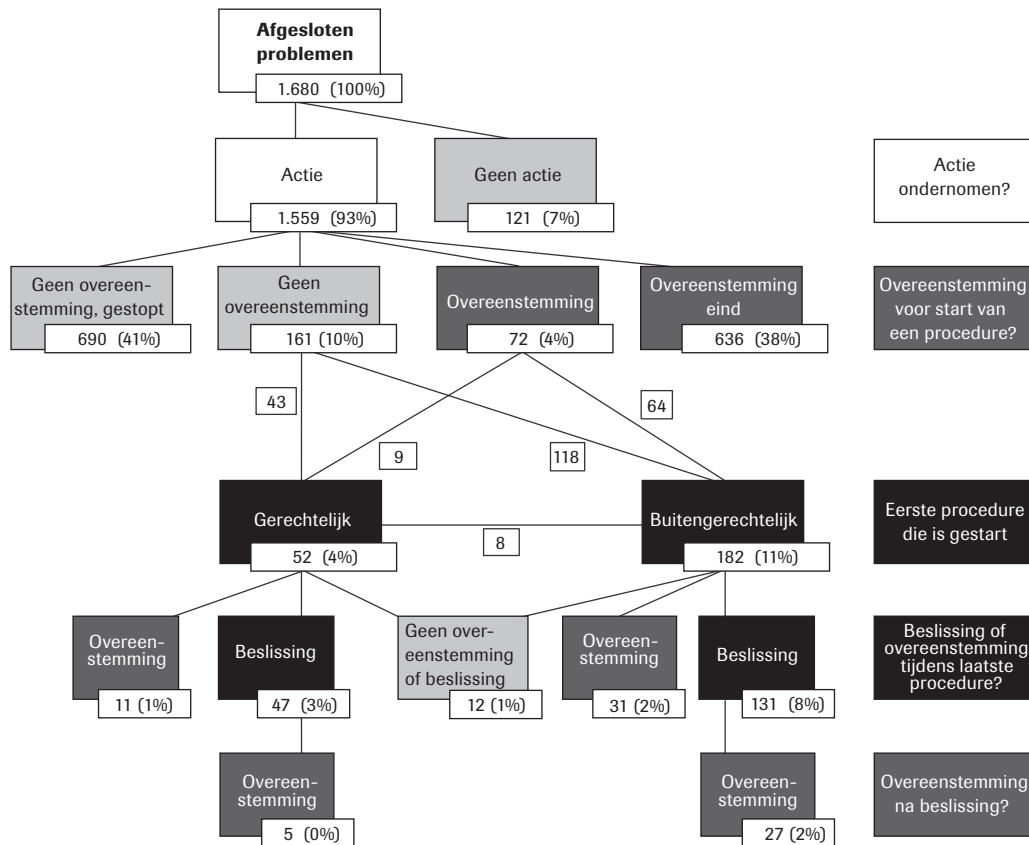 Afgesloten
problemen
1.680 (100%)
Actie
1.559 (93%)
Geen actie
121 (7%)
Actie
ondernomen?
Geen overeen-
stemming, gestopt
690 (41%)
Geen
overeenstemming
161 (10%)
Overeenstemming
72 (4%)
Overeenstemming
eind
636 (38%)
Overeenstemming
voor start van
een procedure?
43
9
118
64
Gerechtelijk
52 (4%)
8
Buitengerechtelijk
182 (11%)
Eerste procedure
die is gestart
Overeen-
stemming
11 (1%)
Beslissing
47 (3%)
Geen over-
eenstemming
of beslissing
12 (1%)
Overeen-
stemming
31 (2%)
Beslissing
131 (8%)
Beslissing of
overeenstemming
tijdens laatste
procedure?
Overeen-
stemming
5 (0%)
Overeen-
stemming
27 (2%)
Overeenstemming
na beslissing?